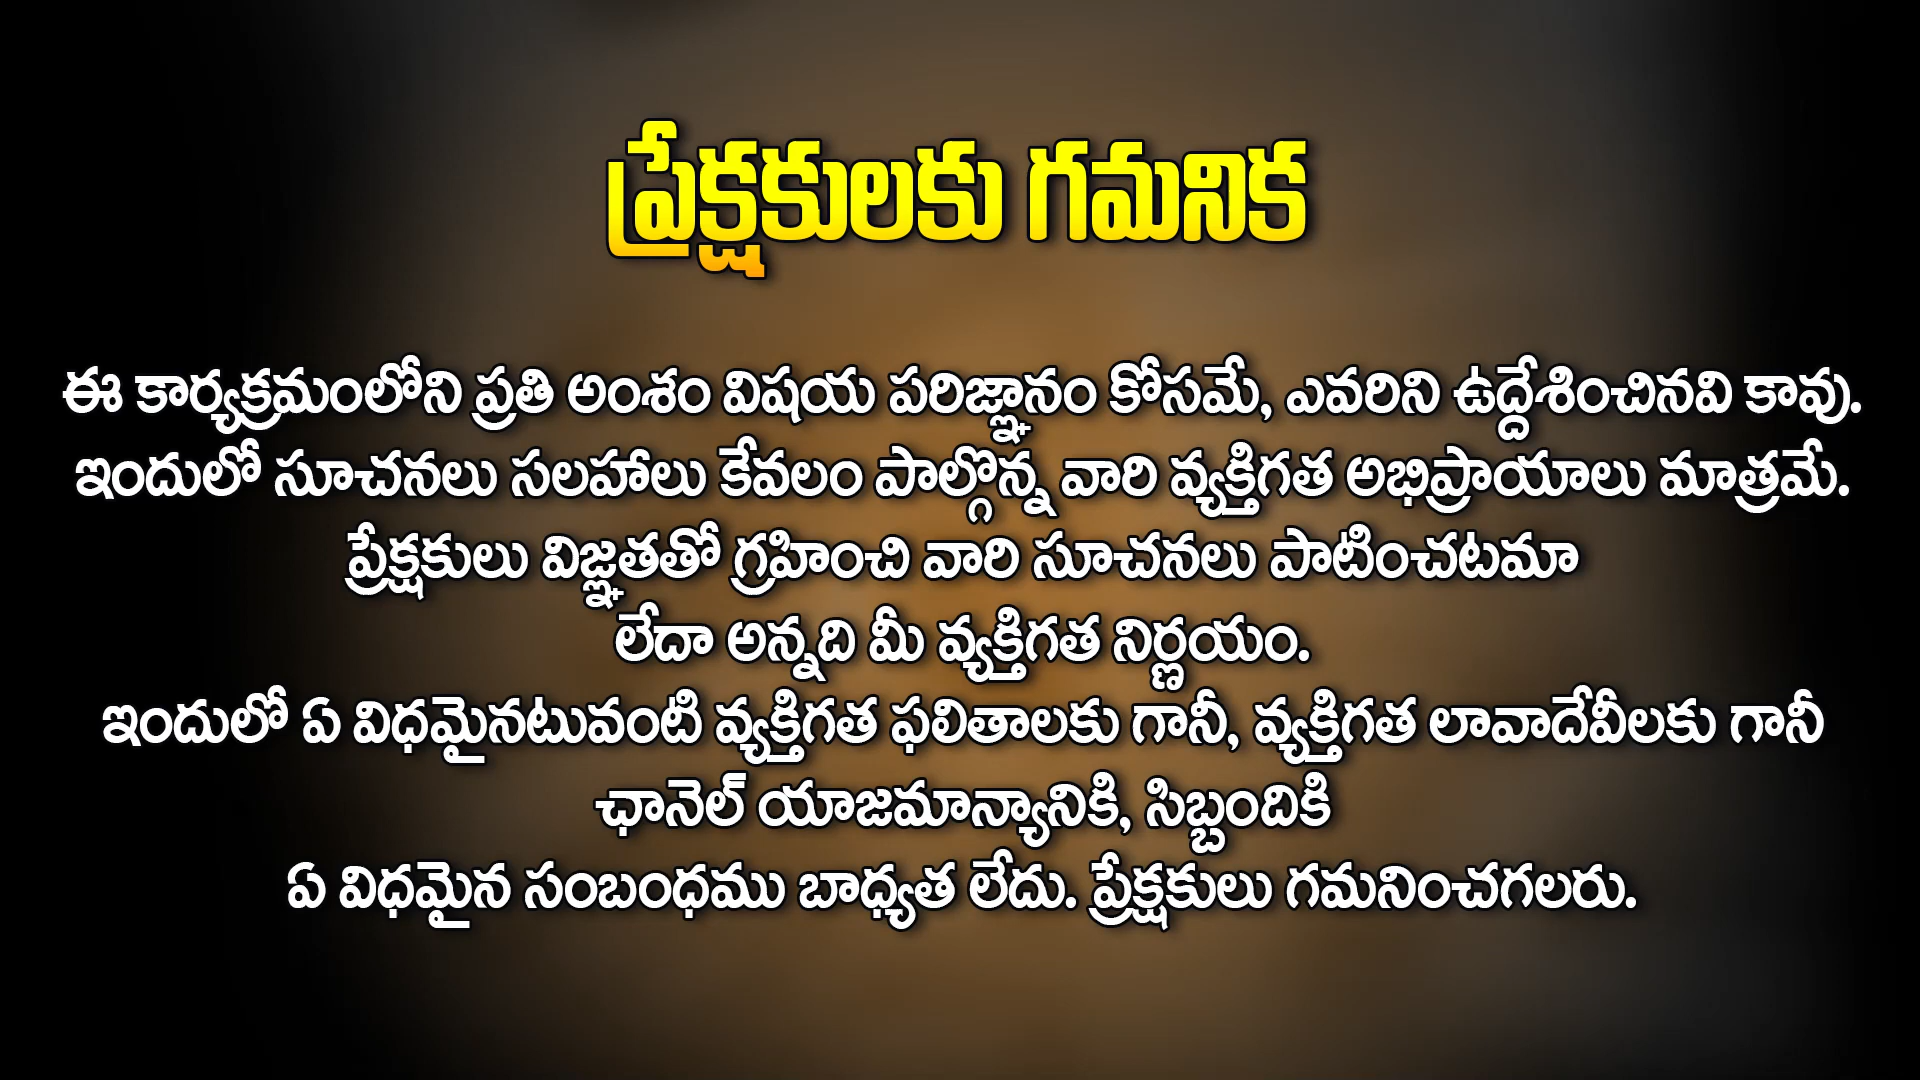 ప్రేక్షకులకు గమనిక
ఈ కార్యక్రమంలోని ప్రతి అంశం విషయ పరిజ్ఞానం కోసమే, ఎవరిని ఉద్దేశించినవి కావు.
ఇందులో సూచనలు సలహాలు కేవలం పాల్గొన్న వారి వ్యక్తిగత అభిప్రాయాలు మాత్రమే.
ప్రేక్షకులు విజ్ఞతతో గ్రహించి వారి సూచనలు పాటించటమా
లేదా అన్నది మీ వ్యక్తిగత నిర్ణయం.
ఇందులో ఏ విధమైనటువంటి వ్యక్తిగత ఫలితాలకు గానీ, వ్యక్తిగత లావాదేవీలకు గానీ
ఛానెల్ యాజమాన్యానికి, సిబ్బందికి
ఏ విధమైన సంబంధము బాధ్యత లేదు. ప్రేక్షకులు గమనించగలరు.